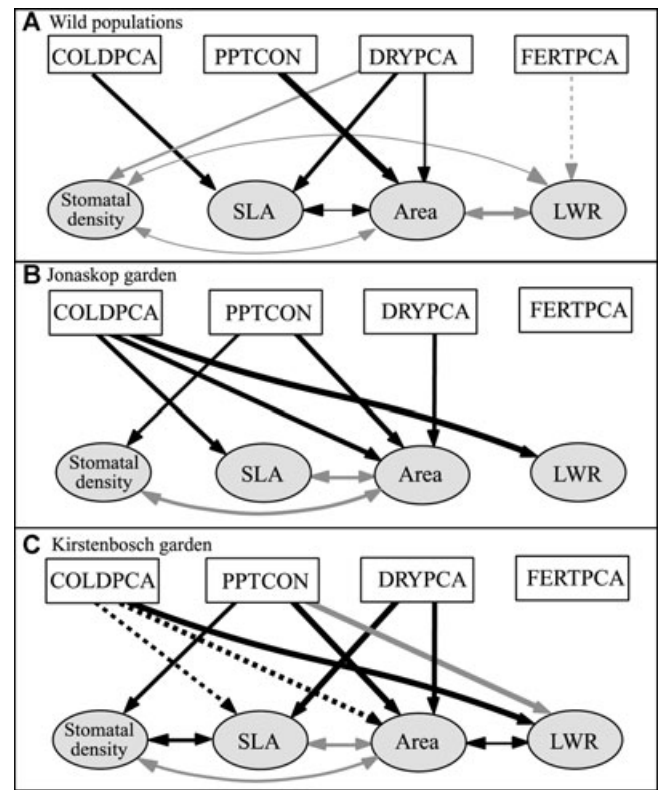 A Wild populations
COLDPCA PPTCON DRYPCA FERTPCA
Stomatal
density SLA Area LWR
B Jonaskop garden
COLDPCA PPTCON DRYPCA FERTPCA
Stomatal
density SLA Area LWR
C Kirstenbosch garden
COLDPCA PPTCON DRYPCA FERTPCA
Stomatal
density SLA Area LWR